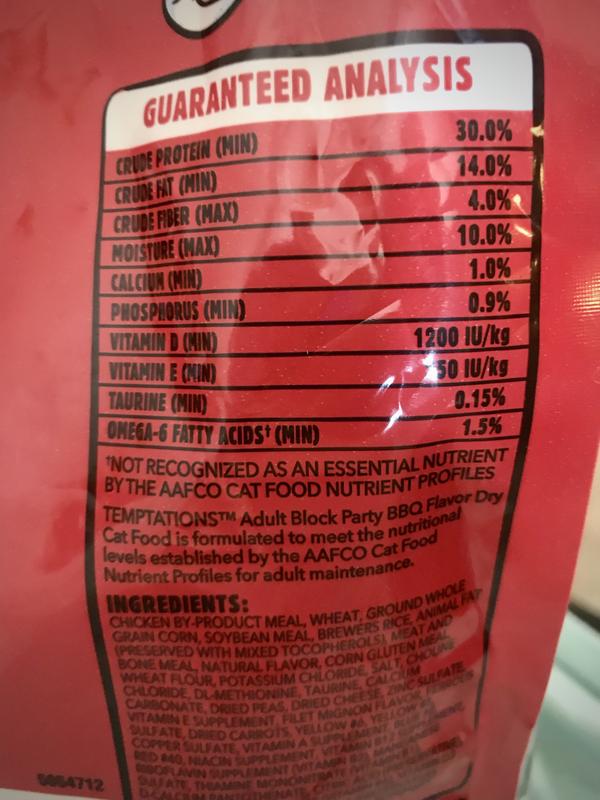 GUARANTEED ANALYSIS
CRUDE PROTEIN (MIN) 30.0%
CRUDE FAT (MIN) 14.0%
CRUDE FIBER (MAX) 4.0%
MOISTURE (MAX) 10.0%
CALCIUM (MIN) 1.0%
PHOSPHORUS (MIN) 0.9%
VITAMIN D (MIN) 1200 IU/kg
VITAMIN E (MIN) 50 IU/kg
TAURINE (MIN) 0.15%
OMEGA-6 FATTY ACIDS† (MIN) 1.5%
†NOT RECOGNIZED AS AN ESSENTIAL NUTRIENT
BY THE AAFCO CAT FOOD NUTRIENT PROFILES
TEMPTATIONS™ Adult Block Party BBQ Flavor Dry
Cat Food is formulated to meet the nutritional
levels established by the AAFCO Cat Food
Nutrient Profiles for adult maintenance.
INGREDIENTS:
CHICKEN BY-PRODUCT MEAL, WHEAT, GROUND WHOLE
GRAIN CORN, SOYBEAN MEAL, BREWERS RICE, ANIMAL FAT
(PRESERVED WITH MIXED TOCOPHEROLS), MEAT AND
BONE MEAL, NATURAL FLAVOR, CORN GLUTEN MEAL,
WHEAT FLOUR, POTASSIUM CHLORIDE, SALT, CHOLINE
CHLORIDE, DL-METHIONINE, TAURINE, CALCIUM
CARBONATE, DRIED PEAS, DRIED CHEESE, ZINC SULFATE,
VITAMIN E SUPPLEMENT, FILET MIGNON FLAVOR, FERROUS
SULFATE, DRIED CARROTS, YELLOW #6, YELLOW
COPPER SULFATE, VITAMIN A SUPPLEMENT,
RED #40, NIACIN SUPPLEMENT, VITAMIN
RIBOFLAVIN SUPPLEMENT (VITAMIN B2),
SULFATE, THIAMINE MONONITRATE
D-CALCIUM PANTOTHENATE,